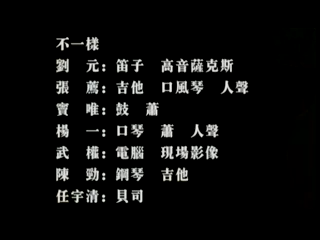 不一樣
劉　元：笛子　高音薩克斯
張　薦：吉他　口風琴　人聲
竇　唯：鼓　蕭
楊　一：口琴　蕭　人聲
武　權：電腦　現場影像
陳　勁：鋼琴　吉他
任宇清：貝司